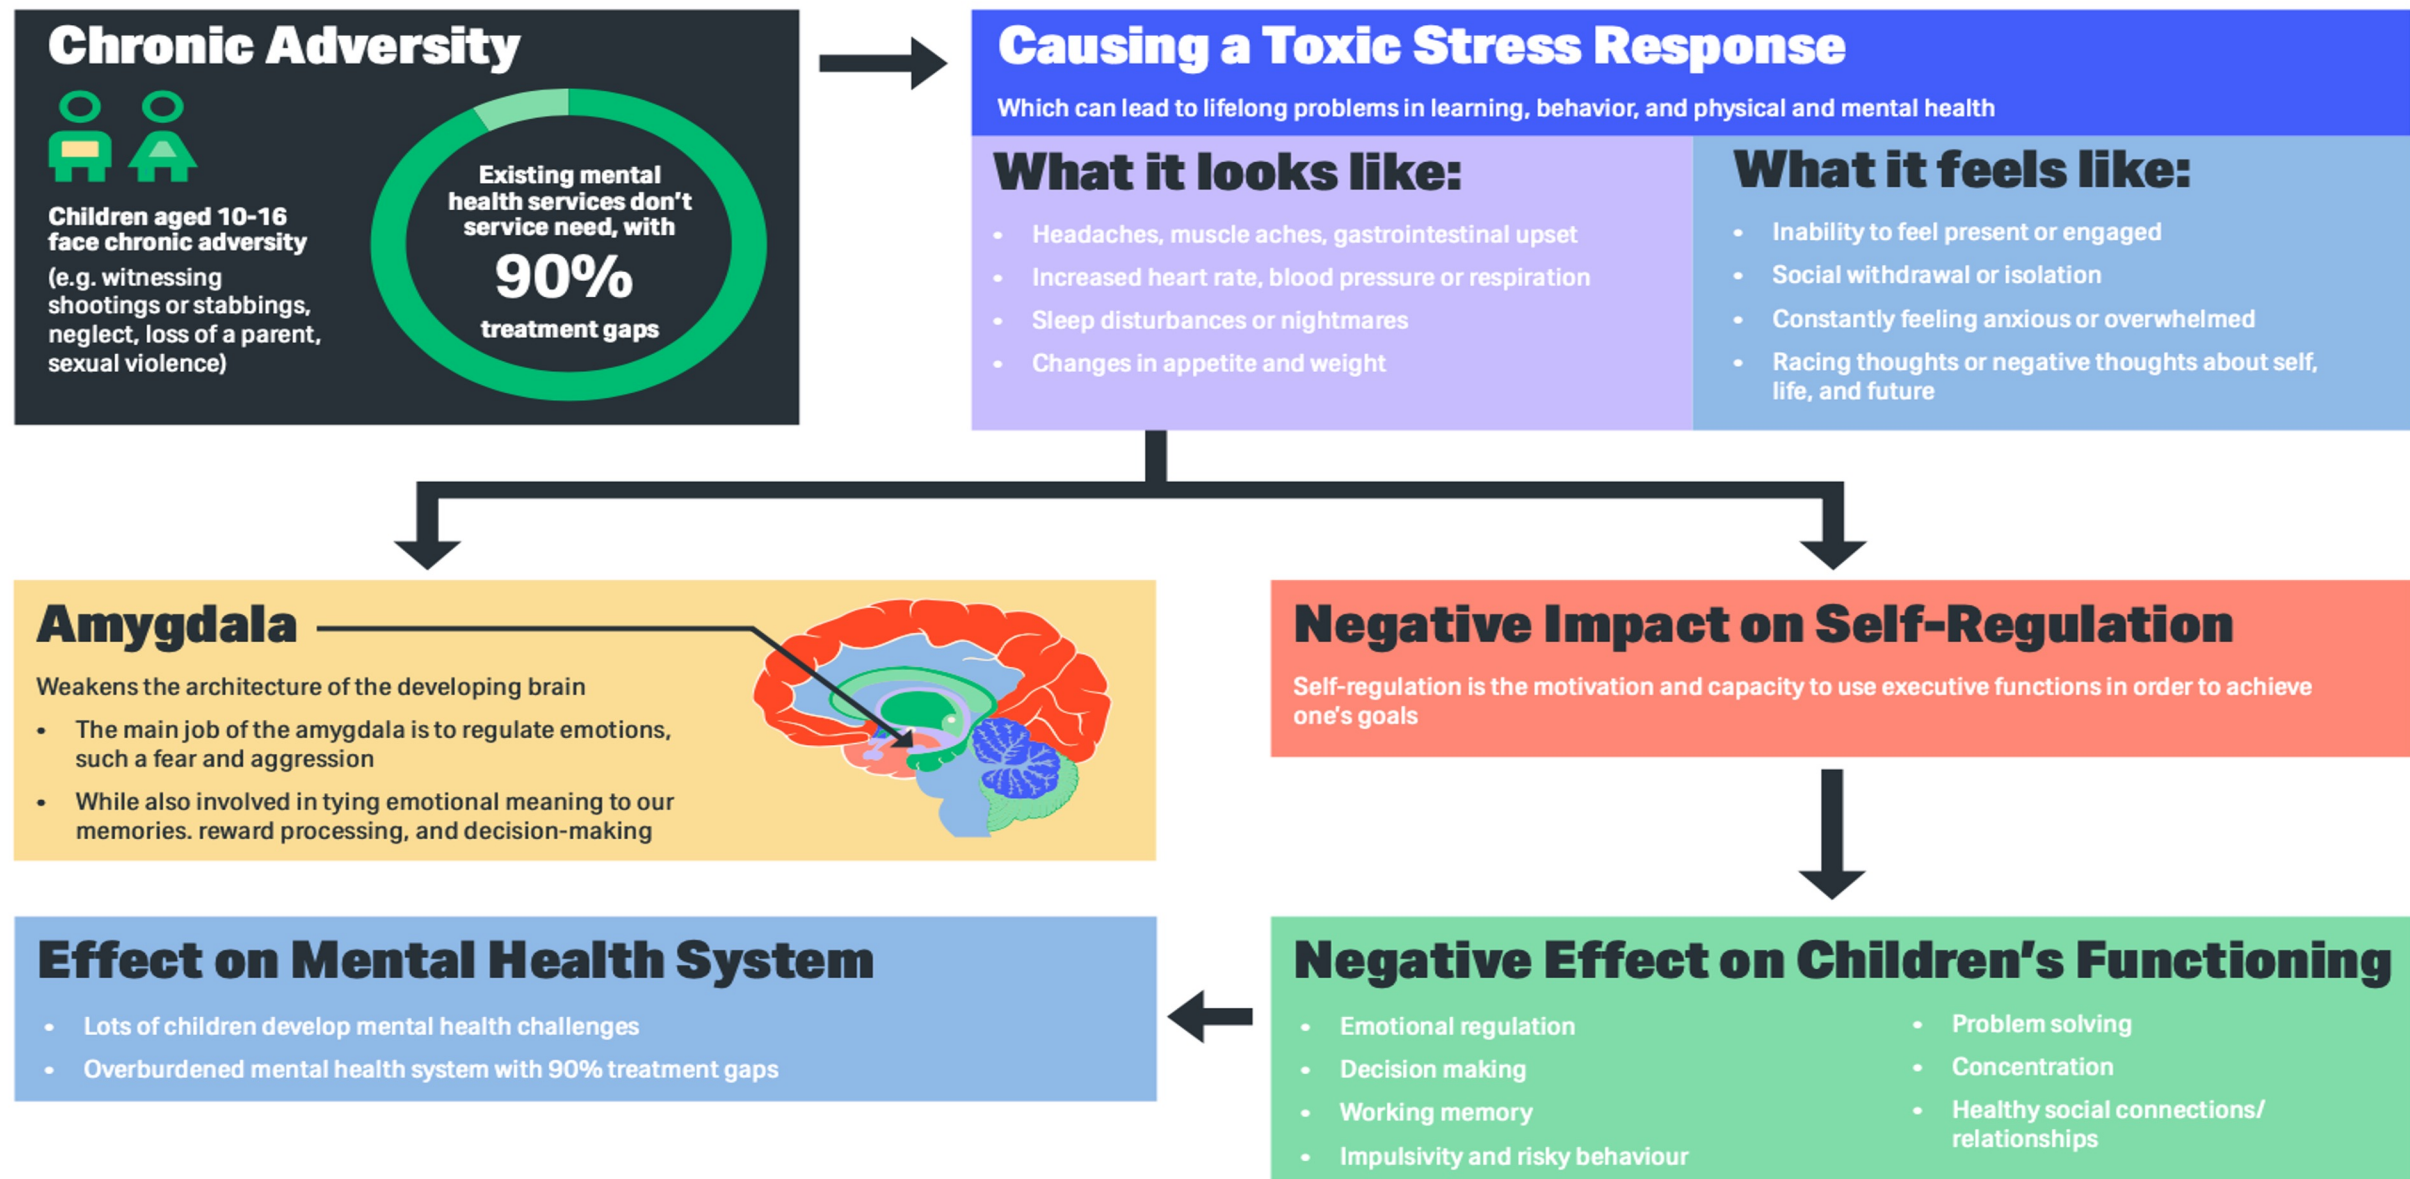 Chronic Adversity
Children aged 10-16
face chronic adversity
(e.g. witnessing
shootings or stabbings,
neglect, loss of a parent,
sexual violence)
Existing mental
health services don't
service need, with
90%
treatment gaps
Causing a Toxic Stress Response
Which can lead to lifelong problems in learning, behavior, and physical and mental health
What it looks like:
• Headaches, muscle aches, gastrointestinal upset
• Increased heart rate, blood pressure or respiration
• Sleep disturbances or nightmares
• Changes in appetite and weight
What it feels like:
• Inability to feel present or engaged
• Social withdrawal or isolation
• Constantly feeling anxious or overwhelmed
• Racing thoughts or negative thoughts about self,
life, and future
Amygdala
Weakens the architecture of the developing brain
• The main job of the amygdala is to regulate emotions,
such a fear and aggression
• While also involved in tying emotional meaning to our
memories. reward processing, and decision-making
Negative Impact on Self-Regulation
Self-regulation is the motivation and capacity to use executive functions in order to achieve
one's goals
Negative Effect on Children's Functioning
• Emotional regulation
• Decision making
• Working memory
• Impulsivity and risky behaviour
• Problem solving
• Concentration
• Healthy social connections/
relationships
Effect on Mental Health System
• Lots of children develop mental health challenges
• Overburdened mental health system with 90% treatment gaps